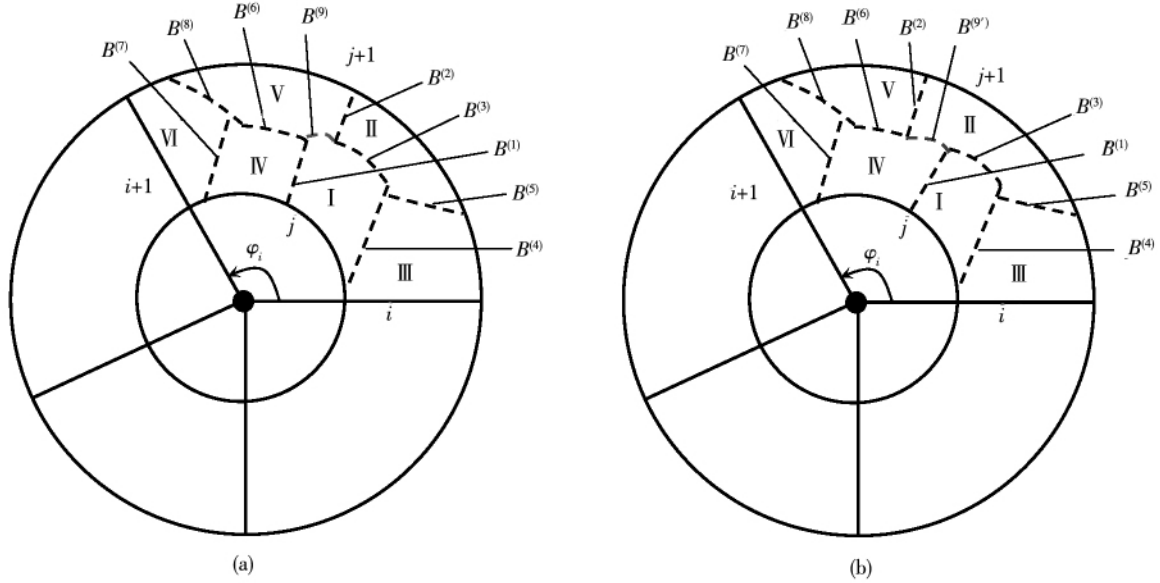 B(8)
B(6)
B(9)
B(7)
j+1
B(2)
V
II
B(3)
VI
IV
B(1)
i+1
I
j
B(5)
φi
B(4)
III
i
(a)
B(8)
B(6)
B(2)
B(9′)
B(7)
j+1
V
II
B(3)
VI
IV
B(1)
i+1
I
B(5)
j
φi
B(4)
III
i
(b)